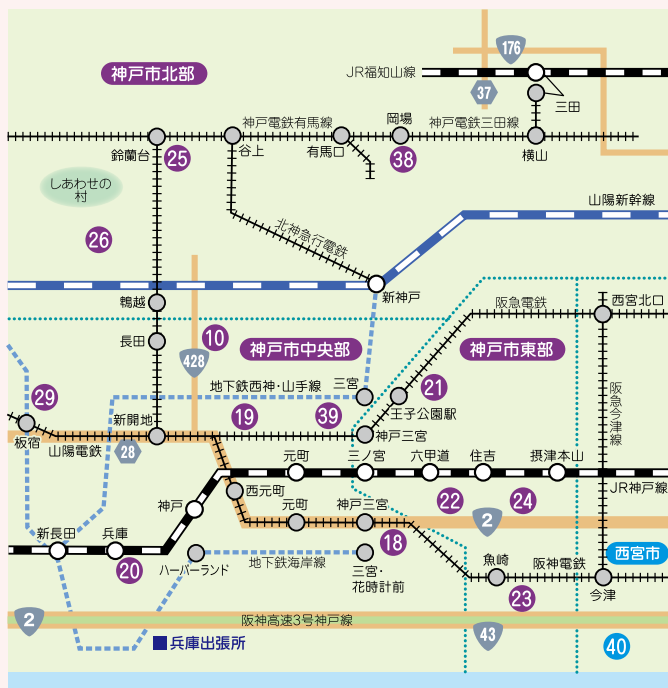 神戸市北部
176
JR福知山線
37
三田
岡場
神戸電鉄有馬線
神戸電鉄三田線
鈴蘭台
25
谷上
有馬口
38
横山
しあわせの
村
山陽新幹線
26
北神急行電鉄
新神戸
鵯越
阪急電鉄
西宮北口
長田
10
428
神戸市中央部
神戸市東部
29
地下鉄西神・山手線
三宮
21
王子公園駅
阪急今津線
新開地
19
39
神戸三宮
板宿
山陽電鉄
28
元町
三ノ宮
六甲道
住吉
摂津本山
JR神戸線
西元町
神戸
元町
神戸三宮
22
24
2
新長田
兵庫
18
西宮市
20
ハーバーランド
地下鉄海岸線
三宮・
花時計前
魚崎
阪神電鉄
今津
23
2
阪神高速3号神戸線
43
兵庫出張所
40